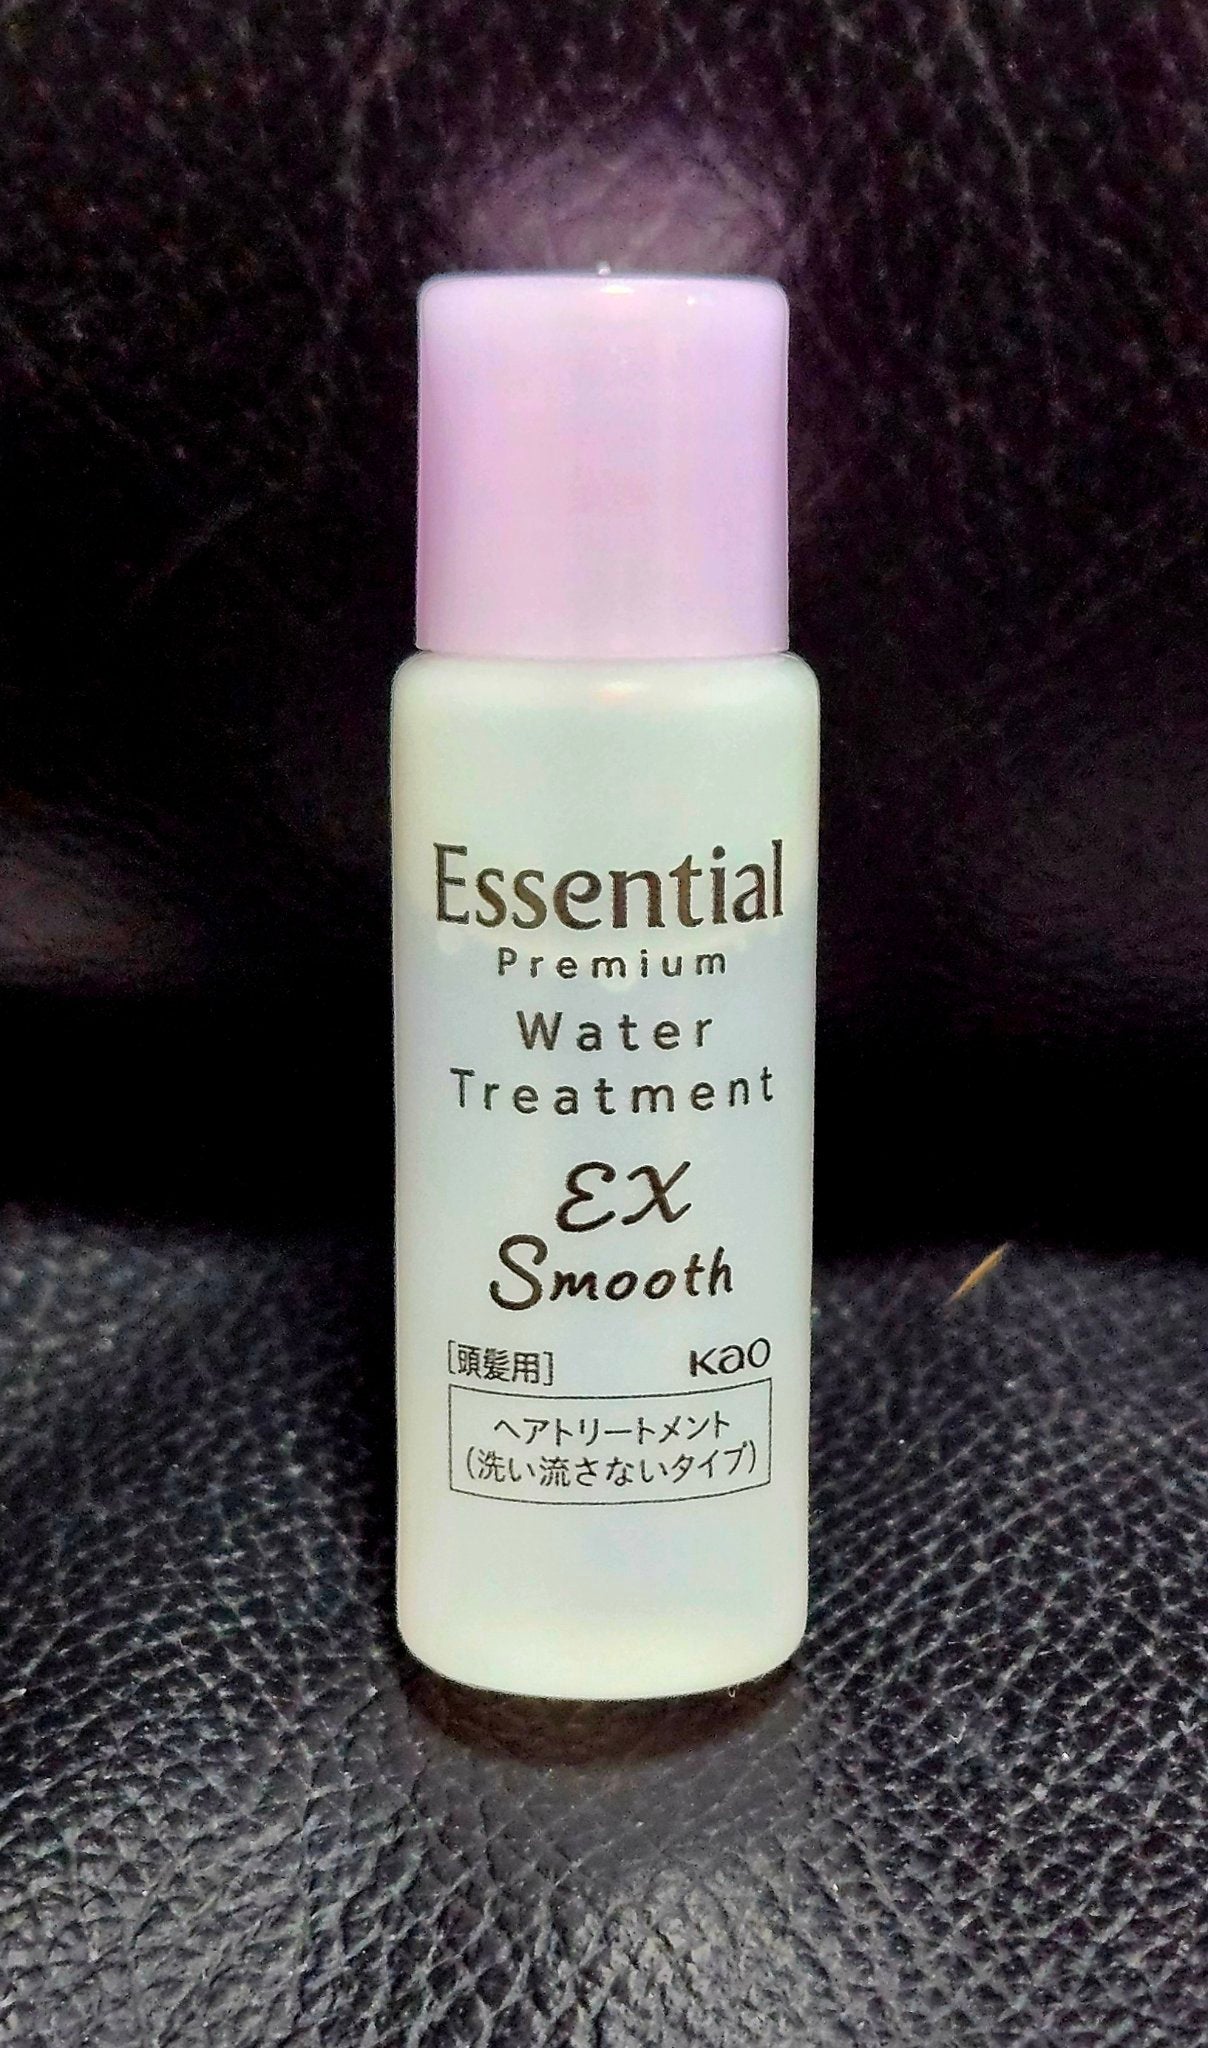 Essential
Premium
Water
Treatment
EX
Smooth
[頭髪用] Kao
ヘアトリートメント
(洗い流さないタイプ)